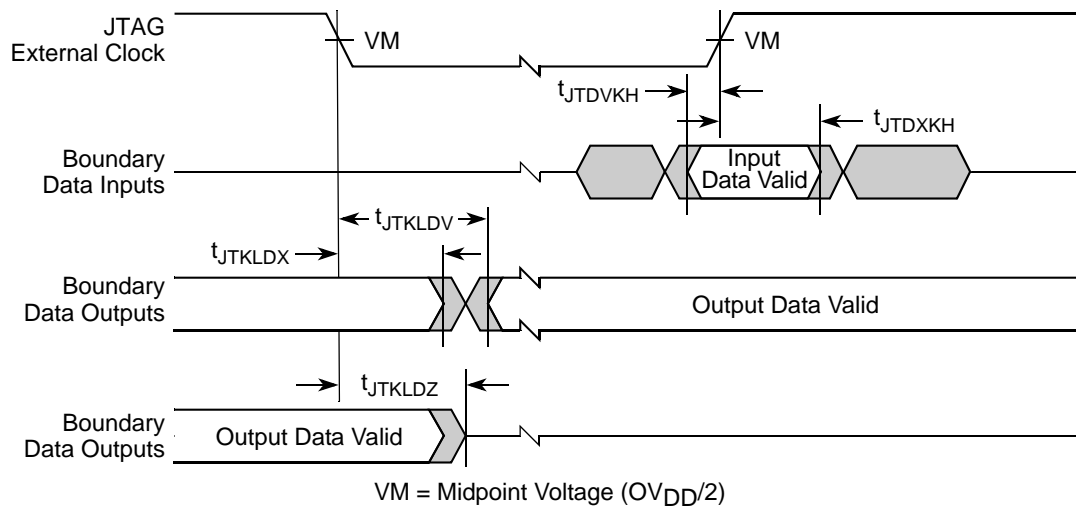 JTAG
External Clock
VM
VM
tJTDVKH
tJTDXKH
Boundary
Data Inputs
Input
Data Valid
tJTKLDV
tJTKLDX
Boundary
Data Outputs
Output Data Valid
tJTKLDZ
Boundary
Data Outputs
Output Data Valid
VM = Midpoint Voltage (OVDD/2)